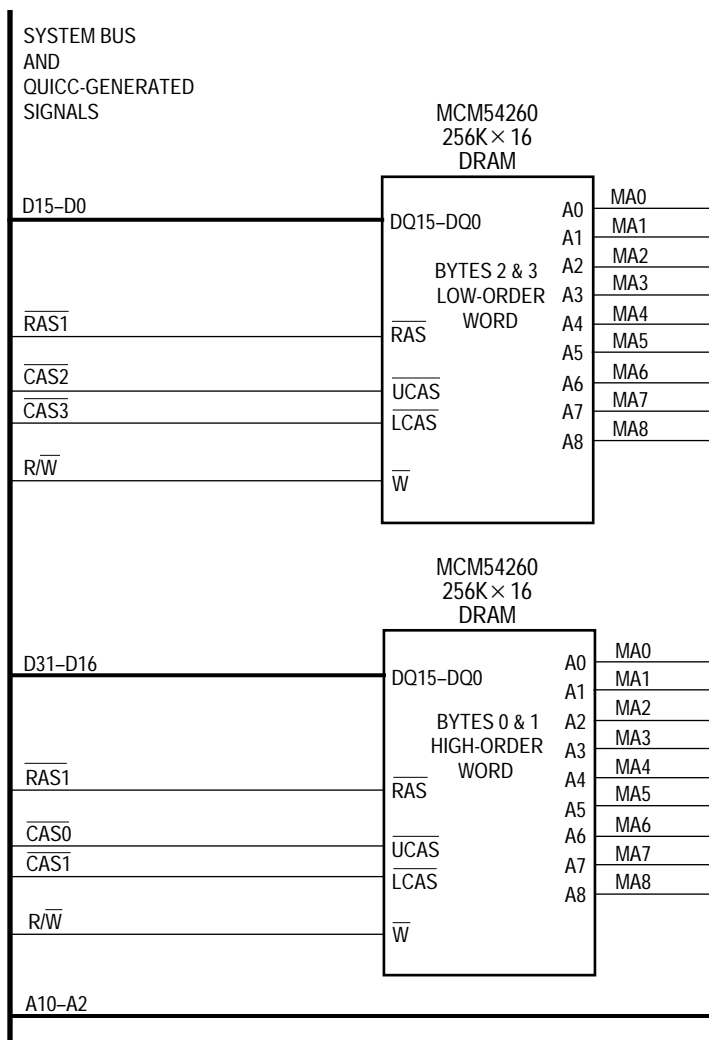 SYSTEM BUS
AND
QUICC-GENERATED
SIGNALS
MCM54260
256K × 16
DRAM
D15–D0
DQ15–DQ0
BYTES 2 & 3
LOW-ORDER
WORD
RAS1
RAS
CAS2
UCAS
CAS3
LCAS
R/W
W
A0 MA0
A1 MA1
A2 MA2
A3 MA3
A4 MA4
A5 MA5
A6 MA6
A7 MA7
A8 MA8
MCM54260
256K × 16
DRAM
D31–D16
DQ15–DQ0
BYTES 0 & 1
HIGH-ORDER
WORD
RAS1
RAS
CAS0
UCAS
CAS1
LCAS
R/W
W
A0 MA0
A1 MA1
A2 MA2
A3 MA3
A4 MA4
A5 MA5
A6 MA6
A7 MA7
A8 MA8
A10–A2